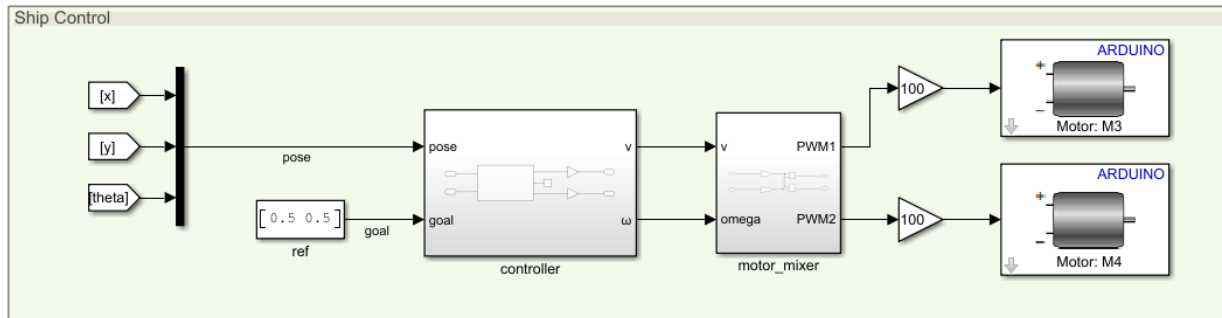 Ship Control
[x]
[y]
[theta]
pose
[ 0.5 0.5 ]
goal
ref
pose
goal
v
ω
controller
v
omega
PWM1
PWM2
motor_mixer
100
100
ARDUINO
+
−
Motor: M3
ARDUINO
+
−
Motor: M4